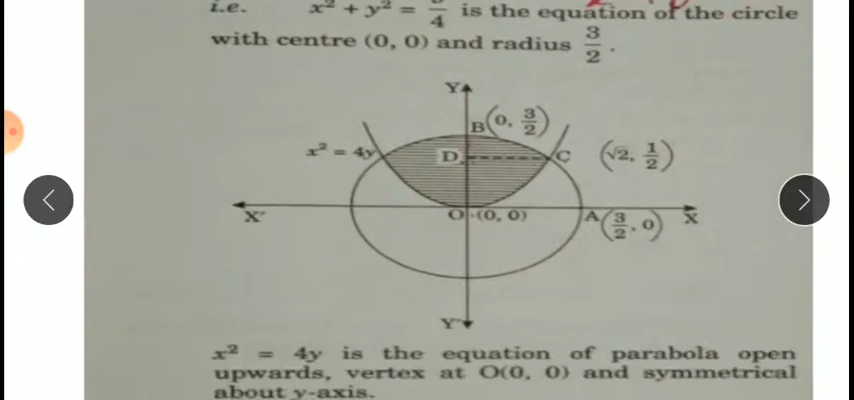 i.e. x² + y² = 9/4 is the equation of the circle
with centre (0, 0) and radius 3/2 .
Y
B(0, 3/2)
x² = 4y D C (√2, 1/2)
X' O (0, 0) A(3/2, 0) X
Y'
x² = 4y is the equation of parabola open
upwards, vertex at O(0, 0) and symmetrical
about y-axis.